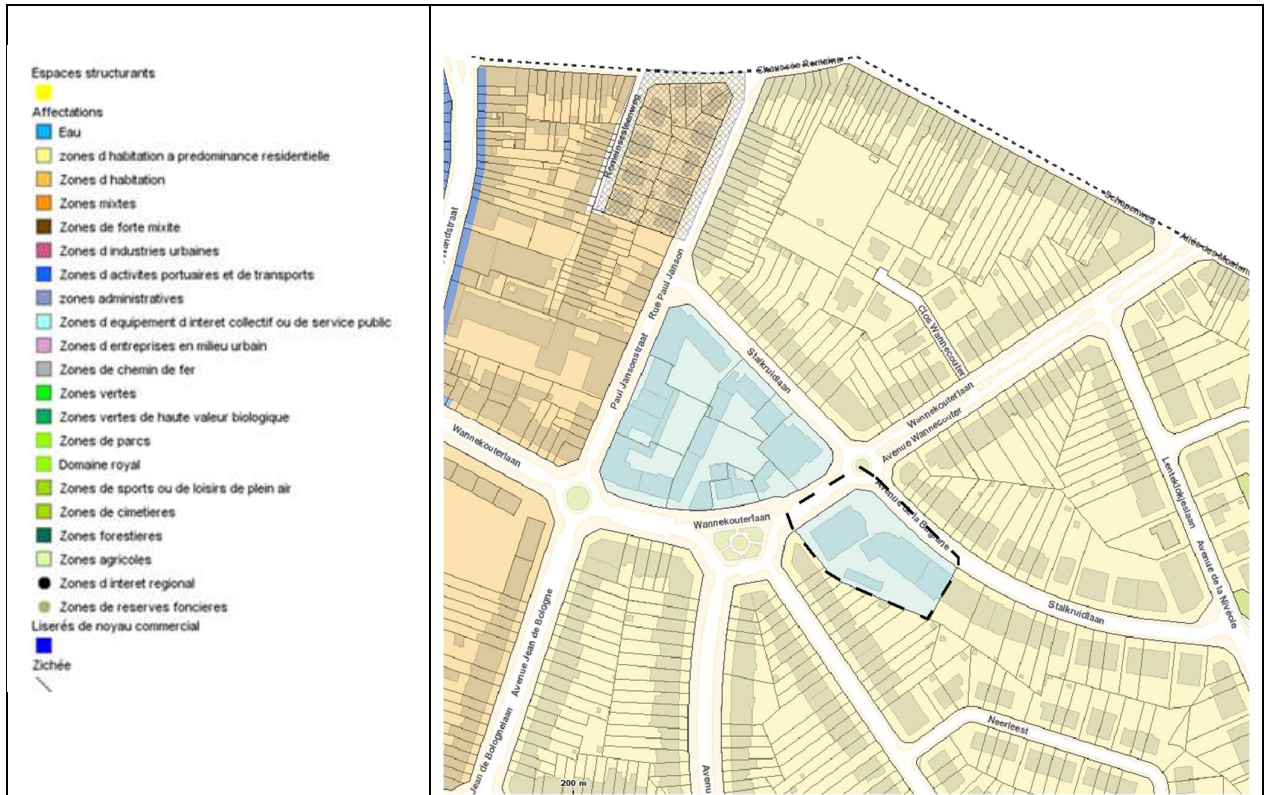 Espaces structurants
Affectations
Eau
zones d habitation a predominance residentielle
Zones d habitation
Zones mixtes
Zones de forte mixite
Zones d industries urbaines
Zones d activites portuaires et de transports
zones administratives
Zones d equipement d interet collectif ou de service public
Zones d entreprises en milieu urbain
Zones de chemin de fer
Zones vertes
Zones vertes de haute valeur biologique
Zones de parcs
Domaine royal
Zones de sports ou de loisirs de plein air
Zones de cimetieres
Zones forestieres
Zones agricoles
Zones d interet regional
Zones de reserves foncieres
Liserés de noyau commercial
Zichée
Chaussée Romaine
Romeinsesteenweg
Schapenweg
Wandstraat
Rue Paul Janson
Paul Jansonstraat
Stalkruidlaan
Clos Wannecouter
Wannekouterlaan
Avenue Wannecouter
Wannekouterlaan
Wannekouterlaan
Avenue de la Bugrane
Lenteklokjeslaan
Avenue de la Nivéole
Stalkruidlaan
Avenue Jean de Bologne
Jean de Bolognelaan
Neerleest
Avenu
200 m